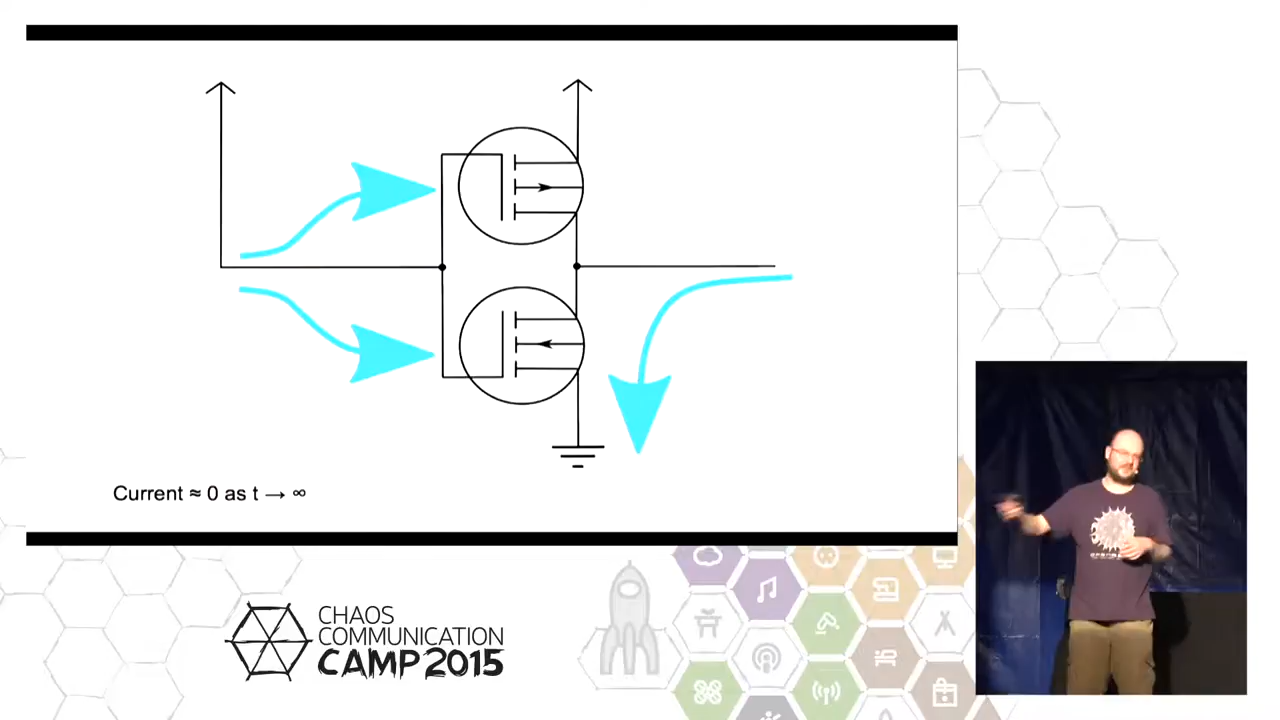 Current ≈ 0 as t → ∞
CHAOS
COMMUNICATION
CAMP 2015